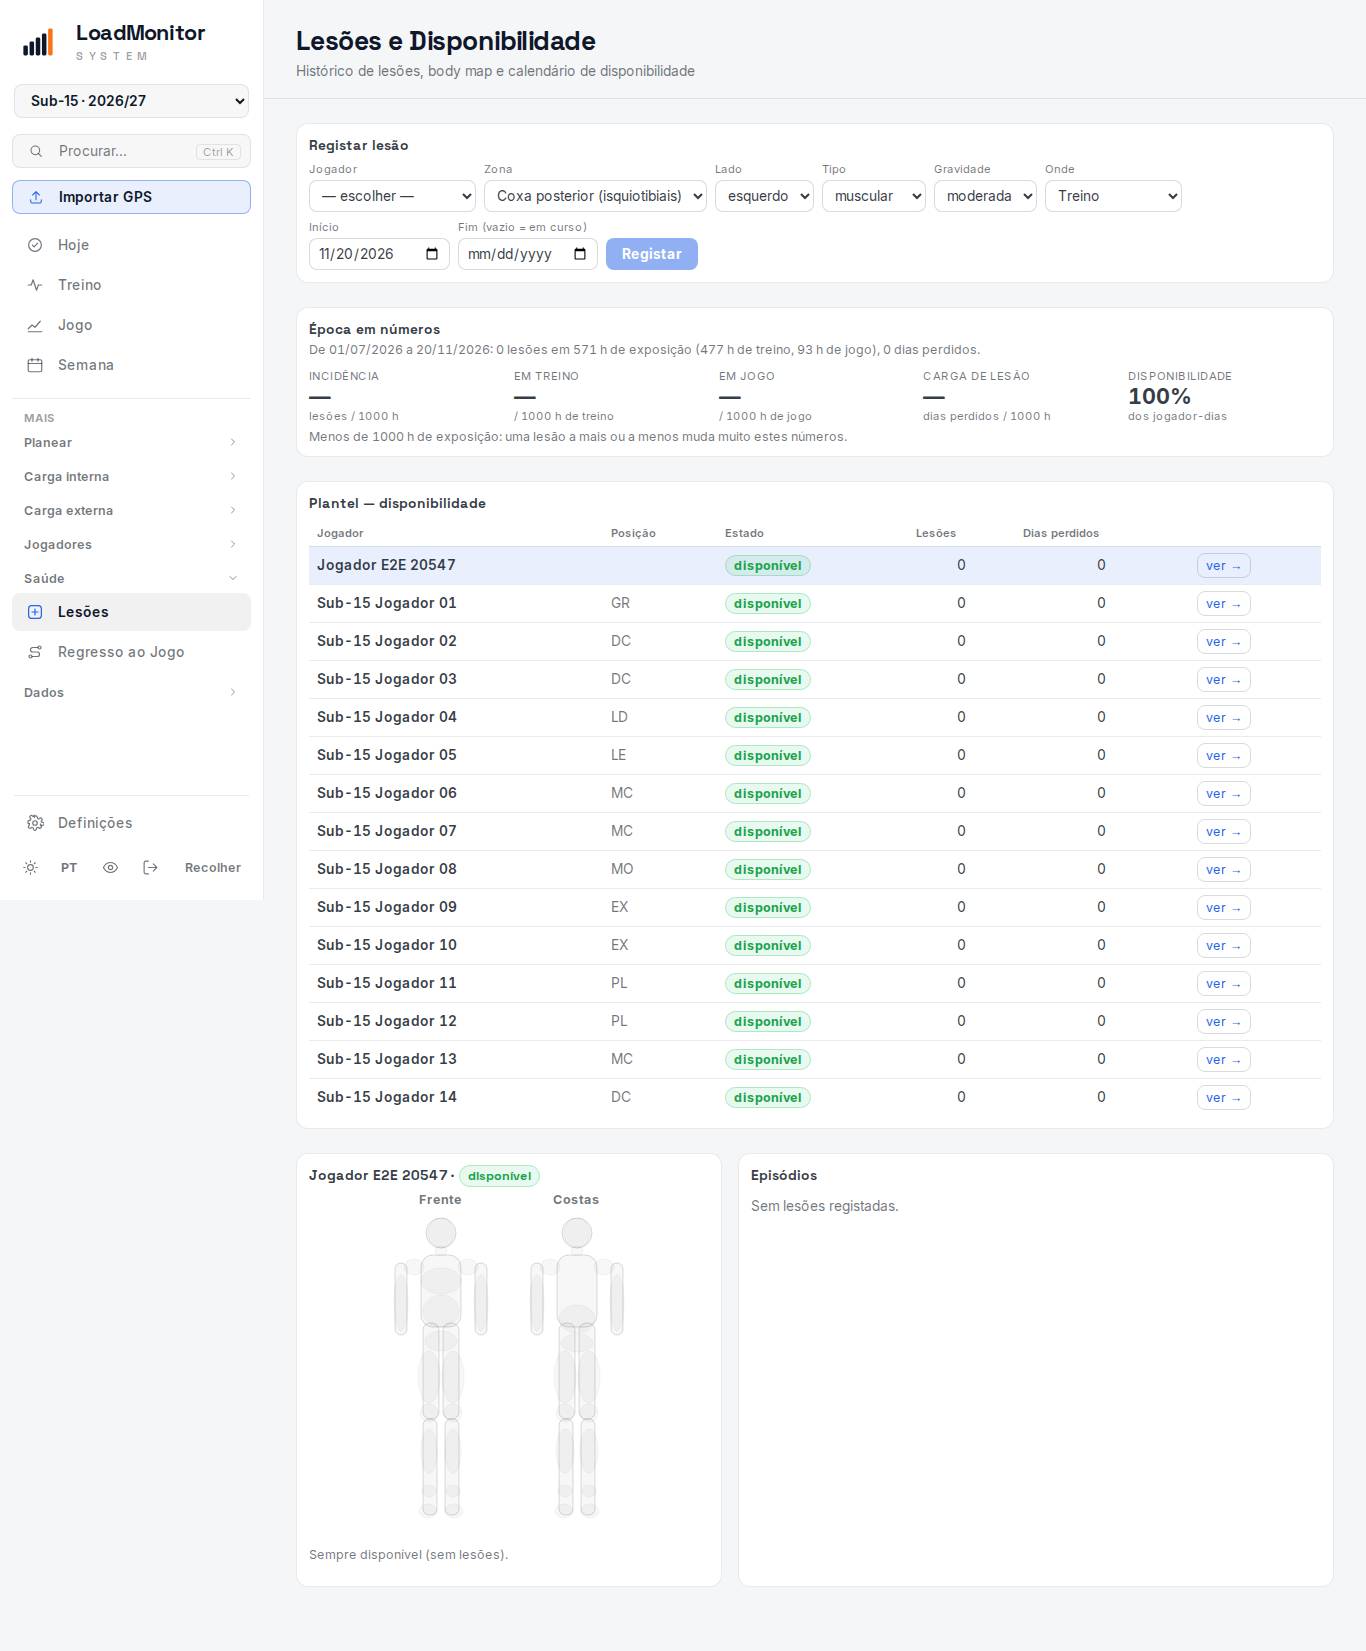 LoadMonitor
SYSTEM
Sub-15 · 2026/27
Procurar... Ctrl K
Importar GPS
Hoje
Treino
Jogo
Semana
MAIS
Planear
Carga interna
Carga externa
Jogadores
Saúde
Lesões
Regresso ao Jogo
Dados
Definições
PT Recolher
Lesões e Disponibilidade
Histórico de lesões, body map e calendário de disponibilidade
Registar lesão
Jogador Zona Lado Tipo Gravidade Onde
— escolher — Coxa posterior (isquiotibiais) esquerdo muscular moderada Treino
Início Fim (vazio = em curso)
11/20/2026 mm/dd/yyyy Registar
Época em números
De 01/07/2026 a 20/11/2026: 0 lesões em 571 h de exposição (477 h de treino, 93 h de jogo), 0 dias perdidos.
INCIDÊNCIA EM TREINO EM JOGO CARGA DE LESÃO DISPONIBILIDADE
— — — — 100%
lesões / 1000 h / 1000 h de treino / 1000 h de jogo dias perdidos / 1000 h dos jogador-dias
Menos de 1000 h de exposição: uma lesão a mais ou a menos muda muito estes números.
Plantel — disponibilidade
Jogador Posição Estado Lesões Dias perdidos
Jogador E2E 20547 disponível 0 0 ver →
Sub-15 Jogador 01 GR disponível 0 0 ver →
Sub-15 Jogador 02 DC disponível 0 0 ver →
Sub-15 Jogador 03 DC disponível 0 0 ver →
Sub-15 Jogador 04 LD disponível 0 0 ver →
Sub-15 Jogador 05 LE disponível 0 0 ver →
Sub-15 Jogador 06 MC disponível 0 0 ver →
Sub-15 Jogador 07 MC disponível 0 0 ver →
Sub-15 Jogador 08 MO disponível 0 0 ver →
Sub-15 Jogador 09 EX disponível 0 0 ver →
Sub-15 Jogador 10 EX disponível 0 0 ver →
Sub-15 Jogador 11 PL disponível 0 0 ver →
Sub-15 Jogador 12 PL disponível 0 0 ver →
Sub-15 Jogador 13 MC disponível 0 0 ver →
Sub-15 Jogador 14 DC disponível 0 0 ver →
Jogador E2E 20547 · disponível
Frente Costas
Sempre disponível (sem lesões).
Episódios
Sem lesões registadas.